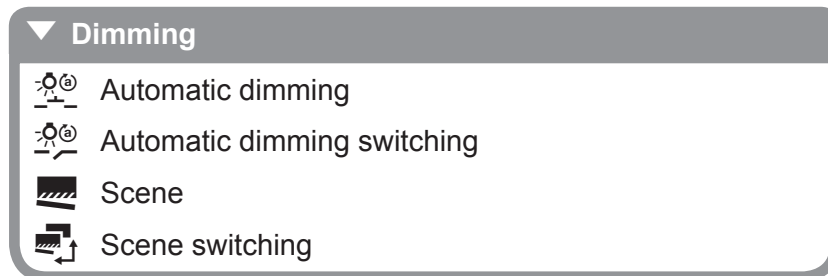 Dimming
Automatic dimming
Automatic dimming switching
Scene
Scene switching